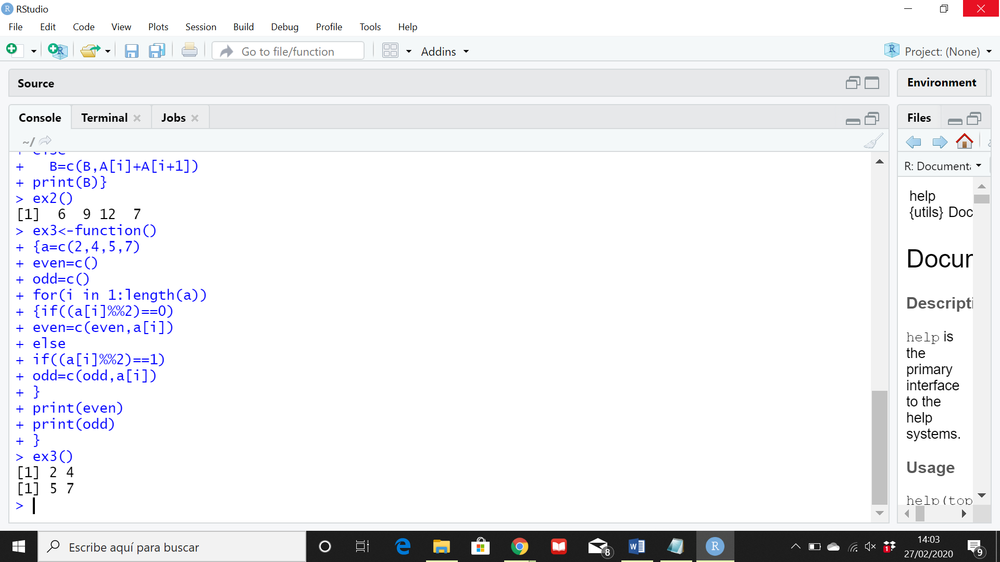 RStudio
File Edit Code View Plots Session Build Debug Profile Tools Help
Go to file/function Addins Project: (None)
Source
Environment
Console Terminal Jobs
Files
~/
R: Document
+ else
+   B=c(B,A[i]+A[i+1])
+ print(B)}
> ex2()
[1]  6  9 12  7
> ex3<-function()
+ {a=c(2,4,5,7)
+ even=c()
+ odd=c()
+ for(i in 1:length(a))
+ {if((a[i]%%2)==0)
+ even=c(even,a[i])
+ else
+ if((a[i]%%2)==1)
+ odd=c(odd,a[i])
+ }
+ print(even)
+ print(odd)
+ }
> ex3()
[1] 2 4
[1] 5 7
>
help
{utils} Doc
Docur
Descripti
help is
the
primary
interface
to the
help
systems.
Usage
help(top
Escribe aquí para buscar
8
1
14:03
27/02/2020
9